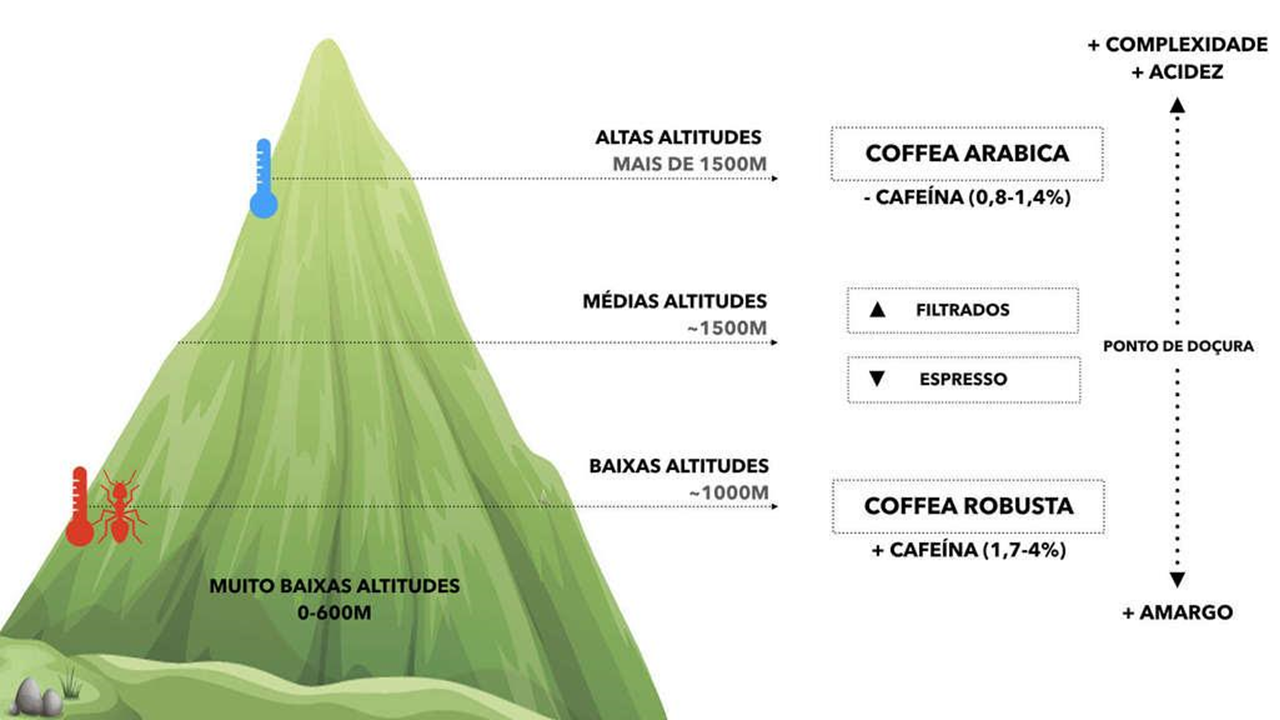 + COMPLEXIDADE
+ ACIDEZ
ALTAS ALTITUDES
MAIS DE 1500M
COFFEA ARABICA
- CAFEÍNA (0,8-1,4%)
MÉDIAS ALTITUDES
~1500M
FILTRADOS
PONTO DE DOÇURA
ESPRESSO
BAIXAS ALTITUDES
~1000M
COFFEA ROBUSTA
+ CAFEÍNA (1,7-4%)
MUITO BAIXAS ALTITUDES
0-600M
+ AMARGO